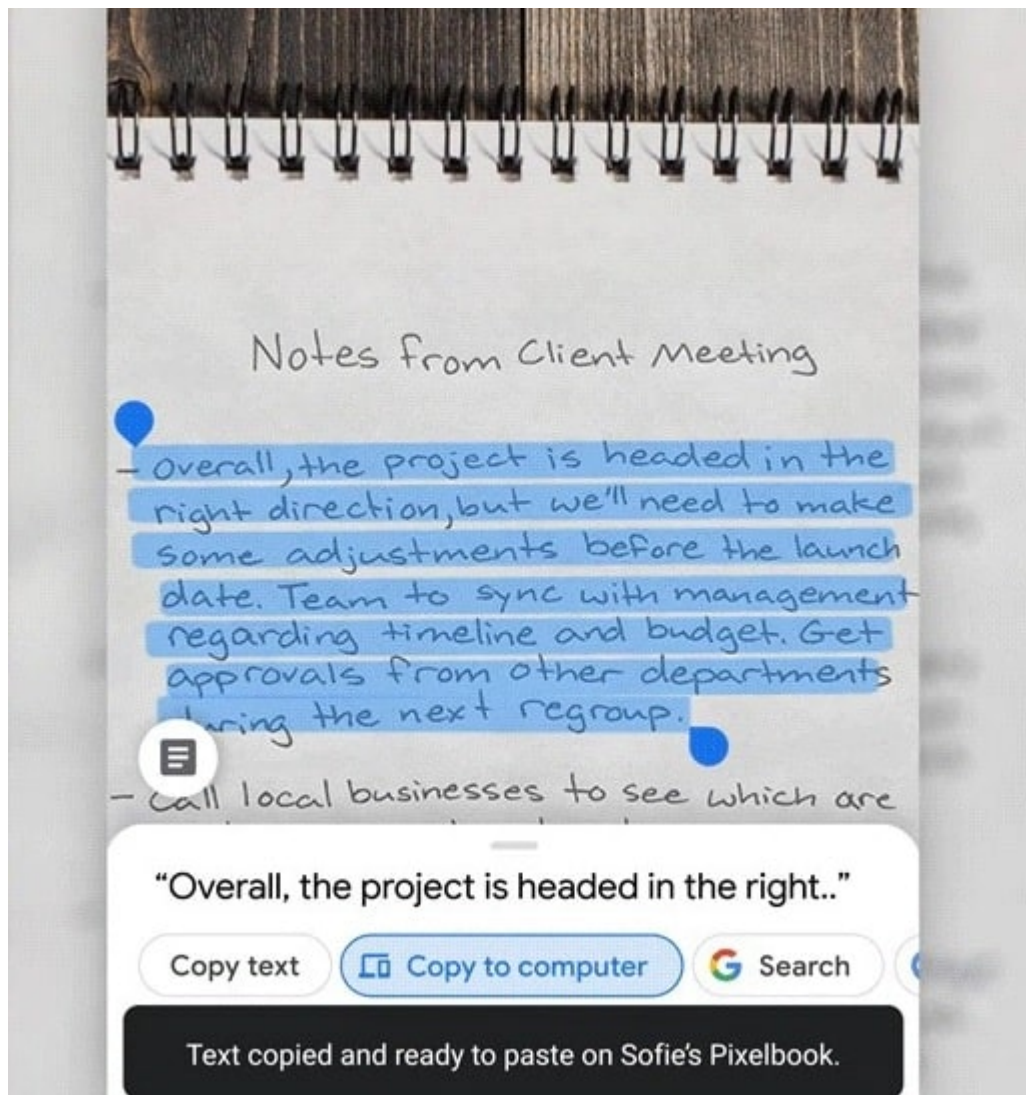 Notes from Client Meeting
- Overall, the project is headed in the
right direction, but we'll need to make
some adjustments before the launch
date. Team to sync with management
regarding timeline and budget. Get
approvals from other departments
during the next regroup.
- Call local businesses to see which are
“Overall, the project is headed in the right..”
Copy text
Copy to computer
Search
Text copied and ready to paste on Sofie's Pixelbook.